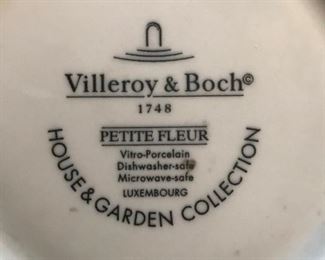 Villeroy & Boch©
1748
PETITE FLEUR
Vitro-Porcelain
Dishwasher-safe
Microwave-safe
LUXEMBOURG
HOUSE & GARDEN COLLECTION